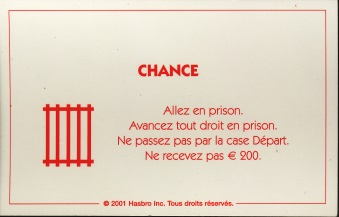 CHANCE
Allez en prison.
Avancez tout droit en prison.
Ne passez pas par la case Départ.
Ne recevez pas € 200.
© 2001 Hasbro Inc. Tous droits réservés.